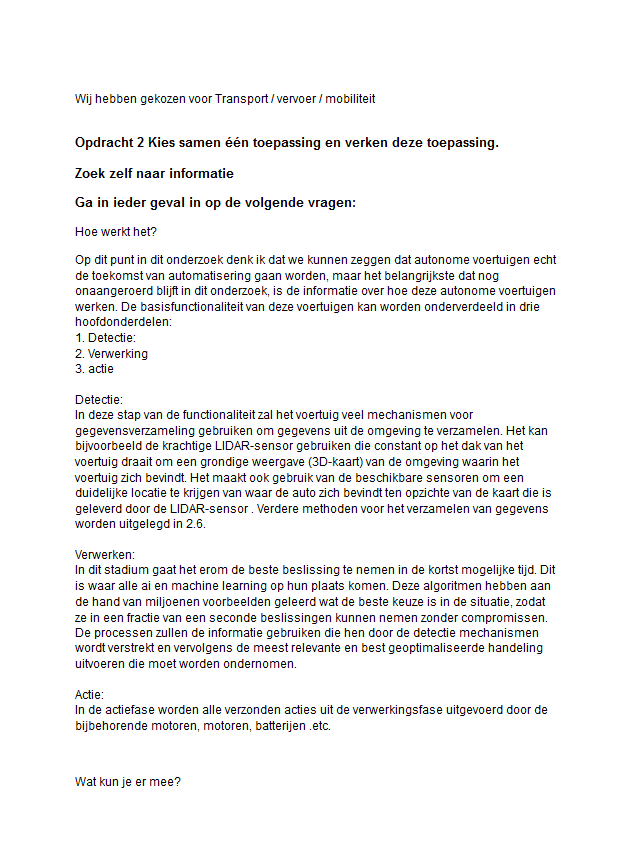 Wij hebben gekozen voor Transport / vervoer / mobiliteit
Opdracht 2 Kies samen één toepassing en verken deze toepassing.
Zoek zelf naar informatie
Ga in ieder geval in op de volgende vragen:
Hoe werkt het?
Op dit punt in dit onderzoek denk ik dat we kunnen zeggen dat autonome voertuigen echt
de toekomst van automatisering gaan worden, maar het belangrijkste dat nog
onaangeroerd blijft in dit onderzoek, is de informatie over hoe deze autonome voertuigen
werken. De basisfunctionaliteit van deze voertuigen kan worden onderverdeeld in drie
hoofdonderdelen:
1. Detectie:
2. Verwerking
3. actie
Detectie:
In deze stap van de functionaliteit zal het voertuig veel mechanismen voor
gegevensverzameling gebruiken om gegevens uit de omgeving te verzamelen. Het kan
bijvoorbeeld de krachtige LIDAR-sensor gebruiken die constant op het dak van het
voertuig draait om een grondige weergave (3D-kaart) van de omgeving waarin het
voertuig zich bevindt. Het maakt ook gebruik van de beschikbare sensoren om een
duidelijke locatie te krijgen van waar de auto zich bevindt ten opzichte van de kaart die is
geleverd door de LIDAR-sensor . Verdere methoden voor het verzamelen van gegevens
worden uitgelegd in 2.6.
Verwerken:
In dit stadium gaat het erom de beste beslissing te nemen in de kortst mogelijke tijd. Dit
is waar alle ai en machine learning op hun plaats komen. Deze algoritmen hebben aan
de hand van miljoenen voorbeelden geleerd wat de beste keuze is in de situatie, zodat
ze in een fractie van een seconde beslissingen kunnen nemen zonder compromissen.
De processen zullen de informatie gebruiken die hen door de detectie mechanismen
wordt verstrekt en vervolgens de meest relevante en best geoptimaliseerde handeling
uitvoeren die moet worden ondernomen.
Actie:
In de actiefase worden alle verzonden acties uit de verwerkingsfase uitgevoerd door de
bijbehorende motoren, motoren, batterijen .etc.
Wat kun je er mee?